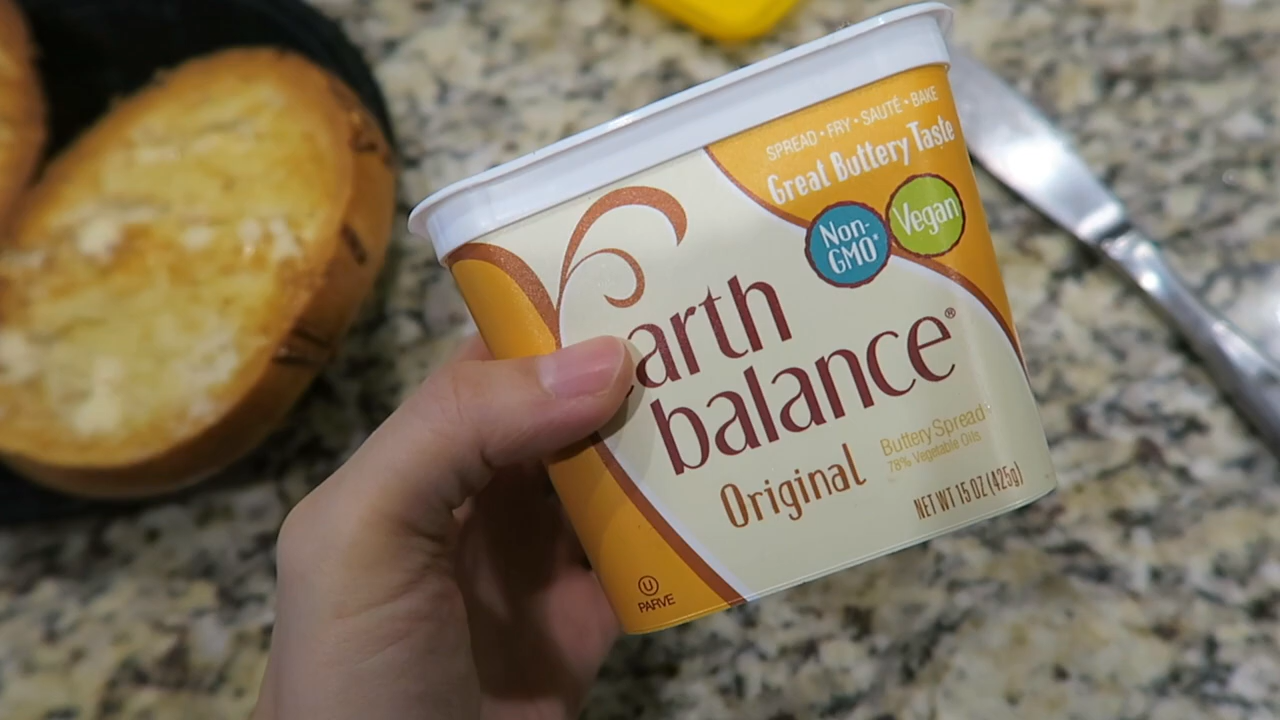 SPREAD • FRY • SAUTÉ • BAKE
Great Buttery Taste
Non-
GMO*
Vegan
earth
balance®
Original
Buttery Spread
78% Vegetable Oils
NET WT 15 OZ (425g)
U
PARVE